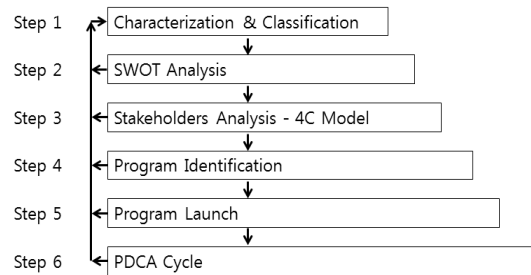 Step 1 Characterization & Classification
Step 2 SWOT Analysis
Step 3 Stakeholders Analysis - 4C Model
Step 4 Program Identification
Step 5 Program Launch
Step 6 PDCA Cycle